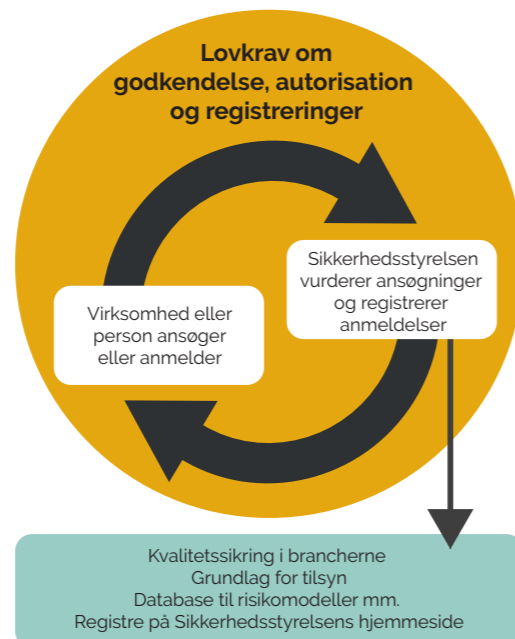 Lovkrav om
godkendelse, autorisation
og registreringer
Sikkerhedsstyrelsen
vurderer ansøgninger
og registrerer
anmeldelser
Virksomhed eller
person ansøger
eller anmelder
Kvalitetssikring i brancherne
Grundlag for tilsyn
Database til risikomodeller mm.
Registre på Sikkerhedsstyrelsens hjemmeside